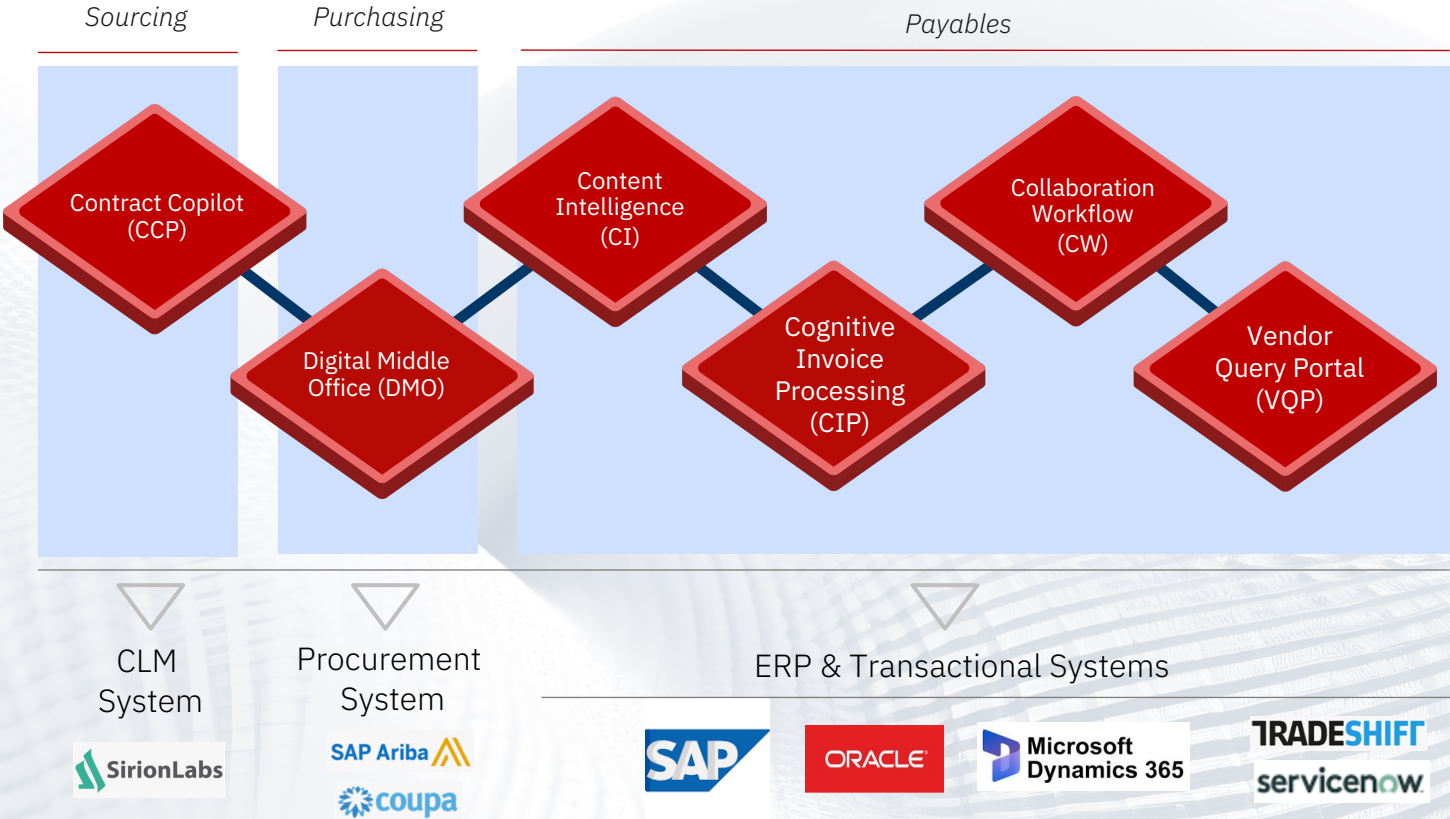 Sourcing
Purchasing
Payables
Contract Copilot
(CCP)
Digital Middle
Office (DMO)
Content
Intelligence
(CI)
Cognitive
Invoice
Processing
(CIP)
Collaboration
Workflow
(CW)
Vendor
Query Portal
(VQP)
CLM
System
Procurement
System
ERP & Transactional Systems
SirionLabs
SAP Ariba
coupa
SAP
ORACLE
Microsoft
Dynamics 365
TRADESHIFT
servicenow